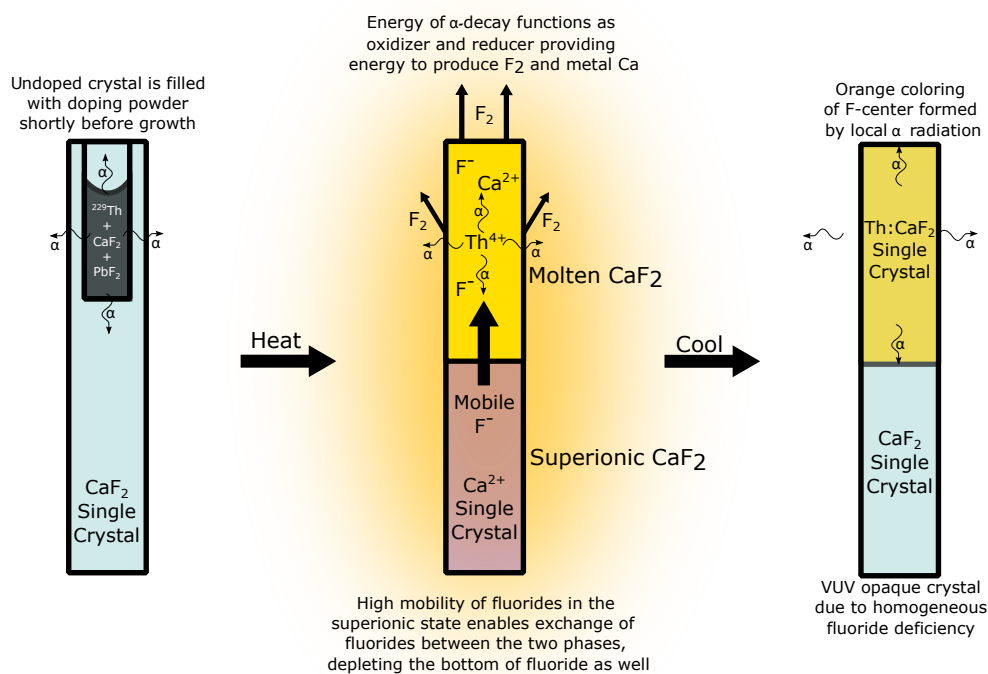 Undoped crystal is filled
with doping powder
shortly before growth
α
²²⁹Th
+
CaF₂
+
PbF₂
α
α
α
CaF₂
Single
Crystal
Heat
Energy of α-decay functions as
oxidizer and reducer providing
energy to produce F₂ and metal Ca
F₂
F⁻
Ca²⁺
α
F₂
F₂
Th⁴⁺
α
α
α
F⁻
Molten CaF₂
Mobile
F⁻
Superionic CaF₂
Ca²⁺
Single
Crystal
High mobility of fluorides in the
superionic state enables exchange of
fluorides between the two phases,
depleting the bottom of fluoride as well
Cool
Orange coloring
of F-center formed
by local α radiation
α
Th:CaF₂
Single
Crystal
α
α
α
CaF₂
Single
Crystal
VUV opaque crystal
due to homogeneous
fluoride deficiency